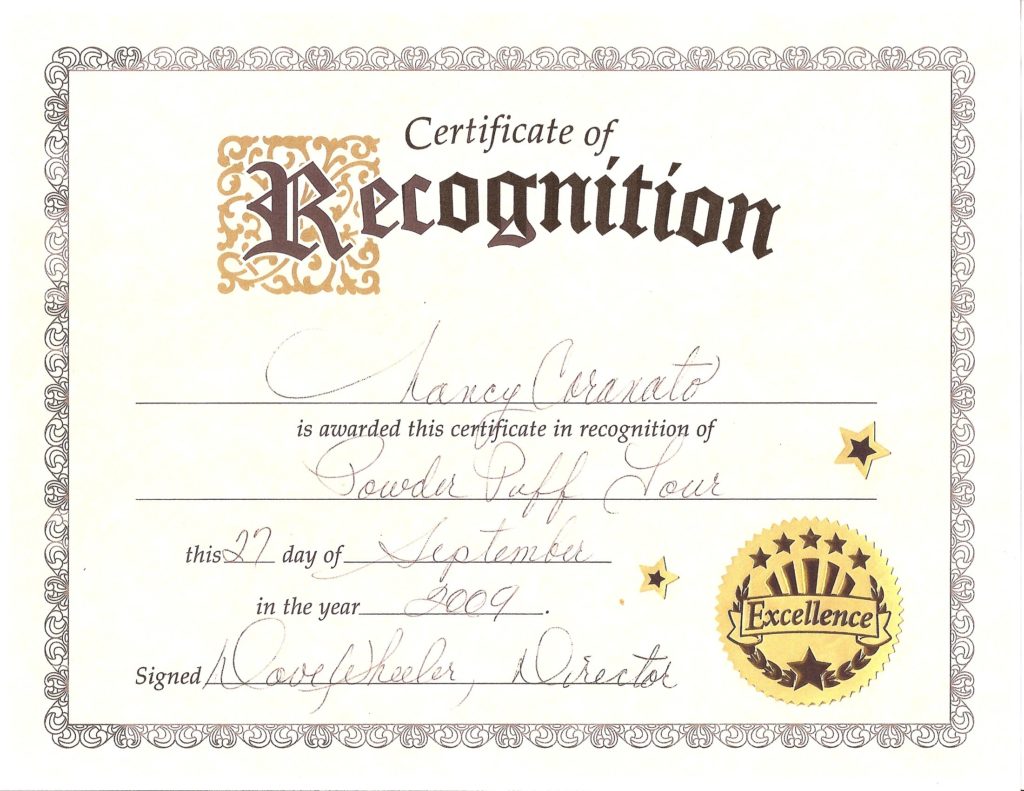 Certificate of
Recognition
Nancy Coranato
is awarded this certificate in recognition of
Powder Puff Tour
this 27 day of September
in the year 2009.
Excellence
Signed Dove Wheeler, Director